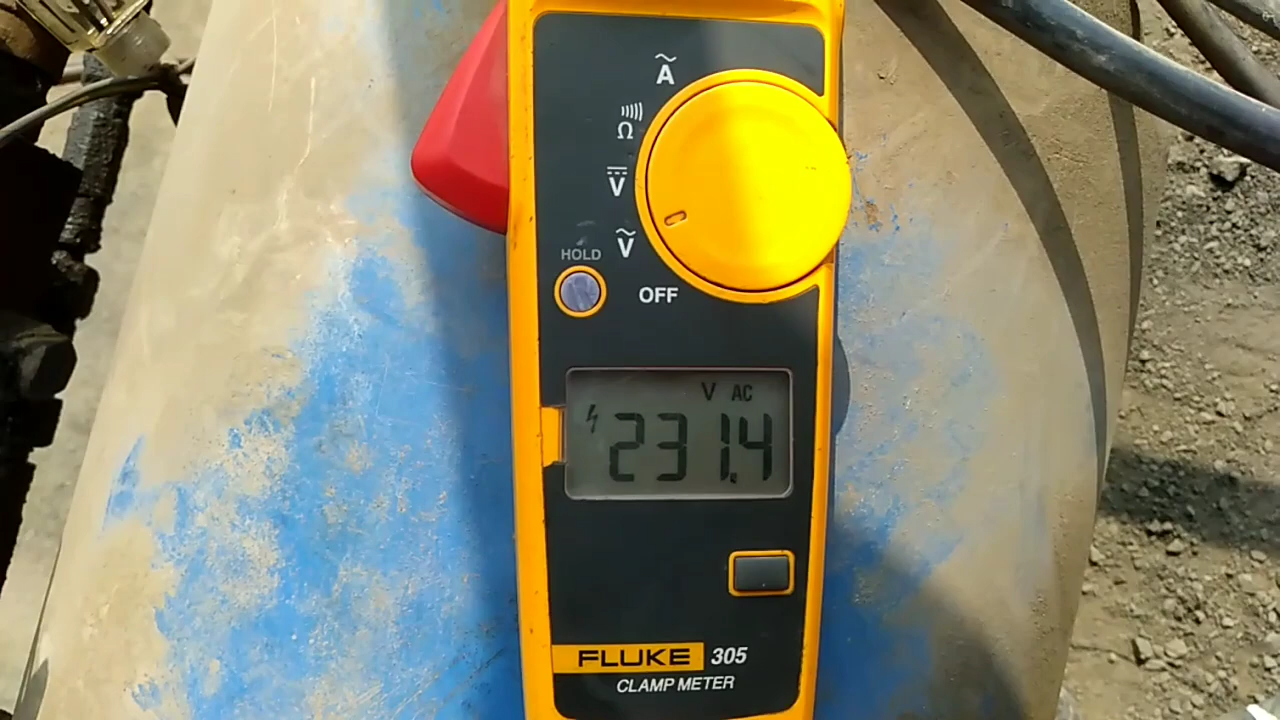 Ã
Ω
V
Ṽ
HOLD
OFF
V AC
231.4
FLUKE 305
CLAMP METER